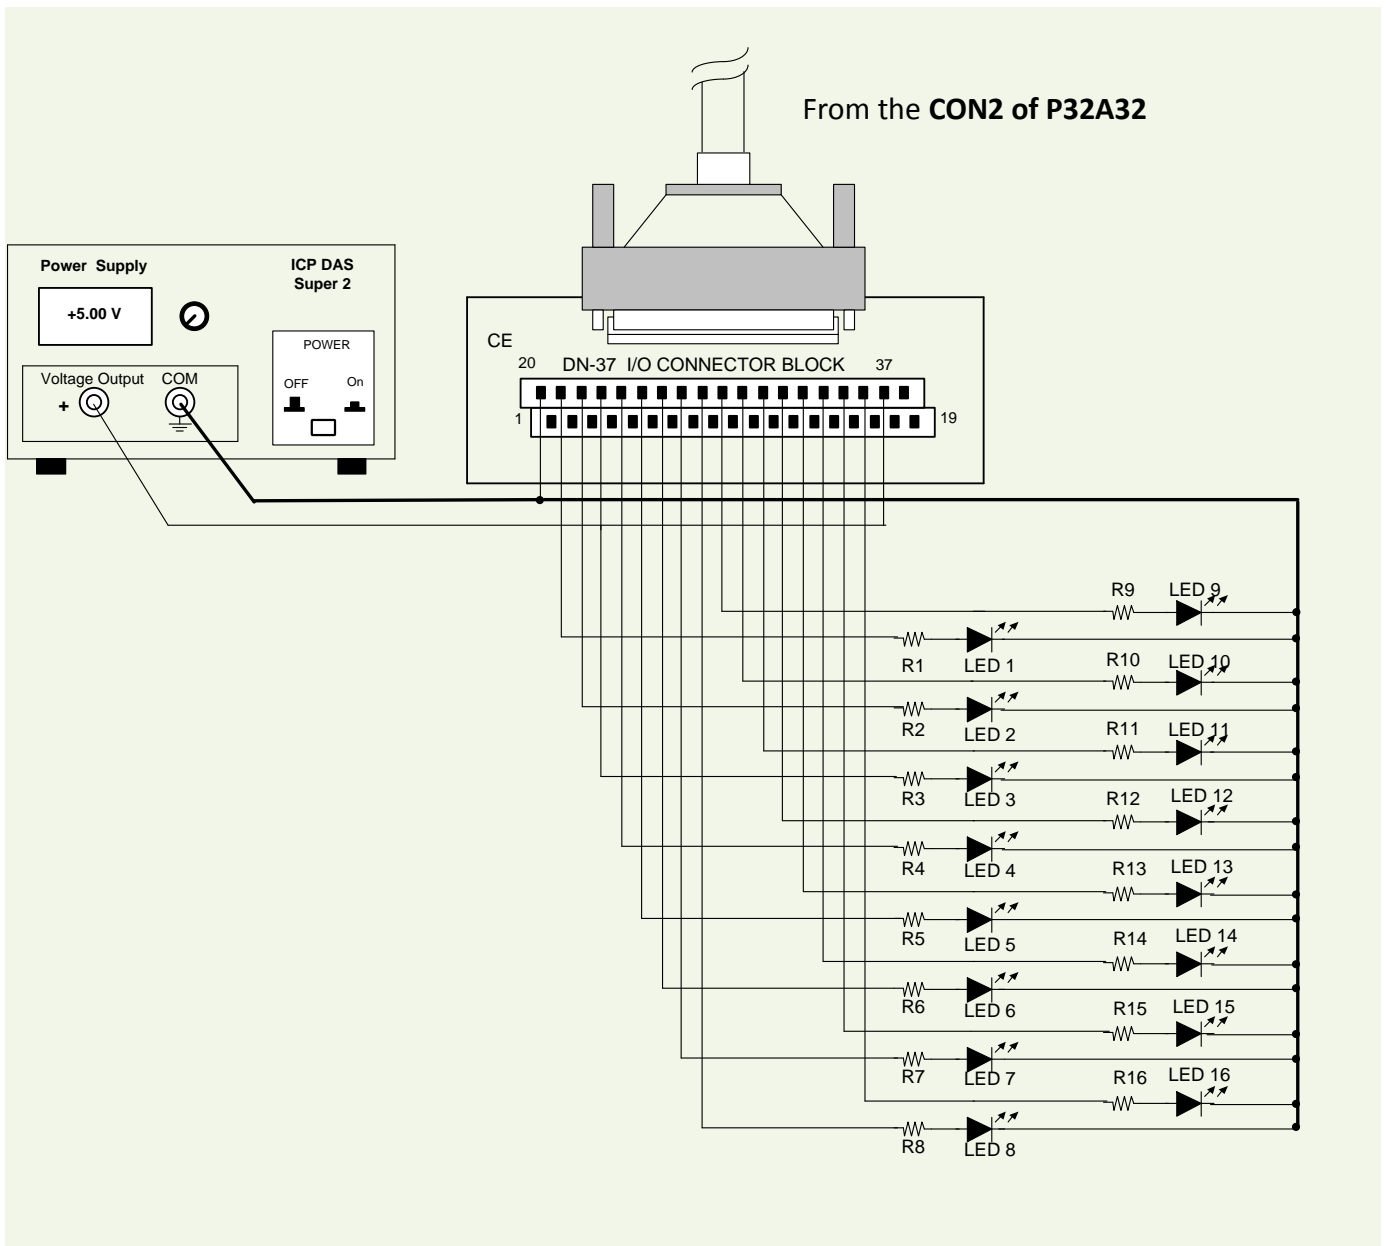 From the CON2 of P32A32
Power Supply
ICP DAS
Super 2
+5.00 V
POWER
OFF
On
Voltage Output
COM
+
CE
20
DN-37 I/O CONNECTOR BLOCK
37
1
19
R9
LED 9
R1
LED 1
R10
LED 10
R2
LED 2
R11
LED 11
R3
LED 3
R12
LED 12
R4
LED 4
R13
LED 13
R5
LED 5
R14
LED 14
R6
LED 6
R15
LED 15
R7
LED 7
R16
LED 16
R8
LED 8